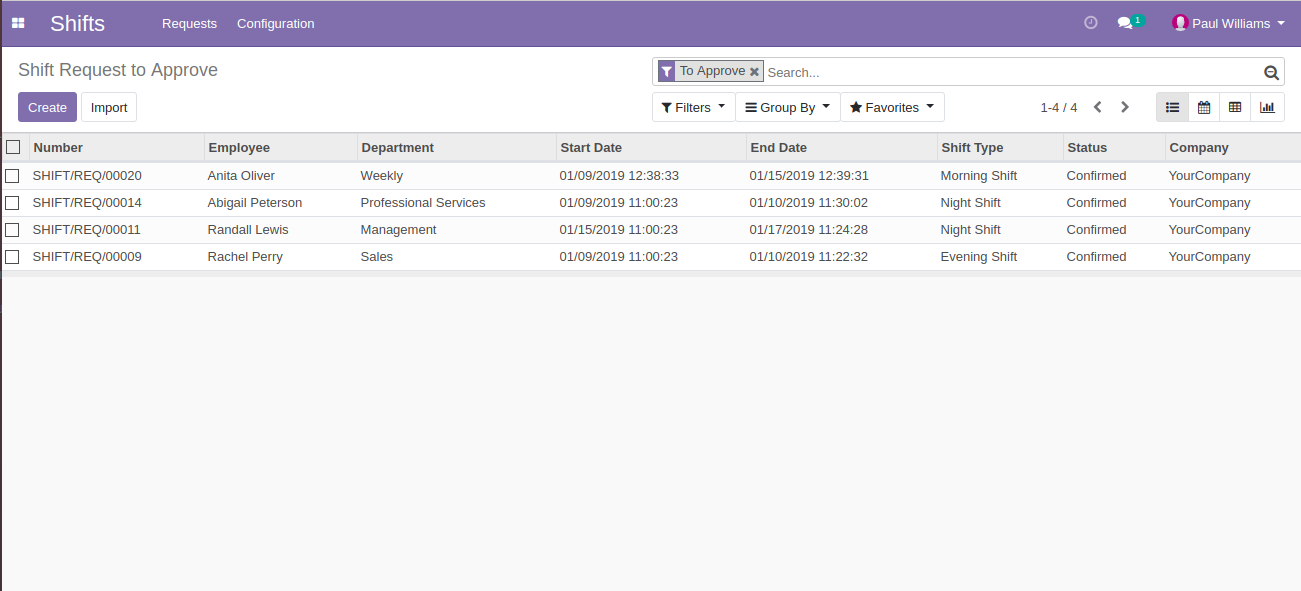 Shifts Requests Configuration 1 Paul Williams
Shift Request to Approve To Approve Search...
Create Import Filters Group By Favorites 1-4 / 4
Number Employee Department Start Date End Date Shift Type Status Company
SHIFT/REQ/00020 Anita Oliver Weekly 01/09/2019 12:38:33 01/15/2019 12:39:31 Morning Shift Confirmed YourCompany
SHIFT/REQ/00014 Abigail Peterson Professional Services 01/09/2019 11:00:23 01/10/2019 11:30:02 Night Shift Confirmed YourCompany
SHIFT/REQ/00011 Randall Lewis Management 01/15/2019 11:00:23 01/17/2019 11:24:28 Night Shift Confirmed YourCompany
SHIFT/REQ/00009 Rachel Perry Sales 01/09/2019 11:00:23 01/10/2019 11:22:32 Evening Shift Confirmed YourCompany